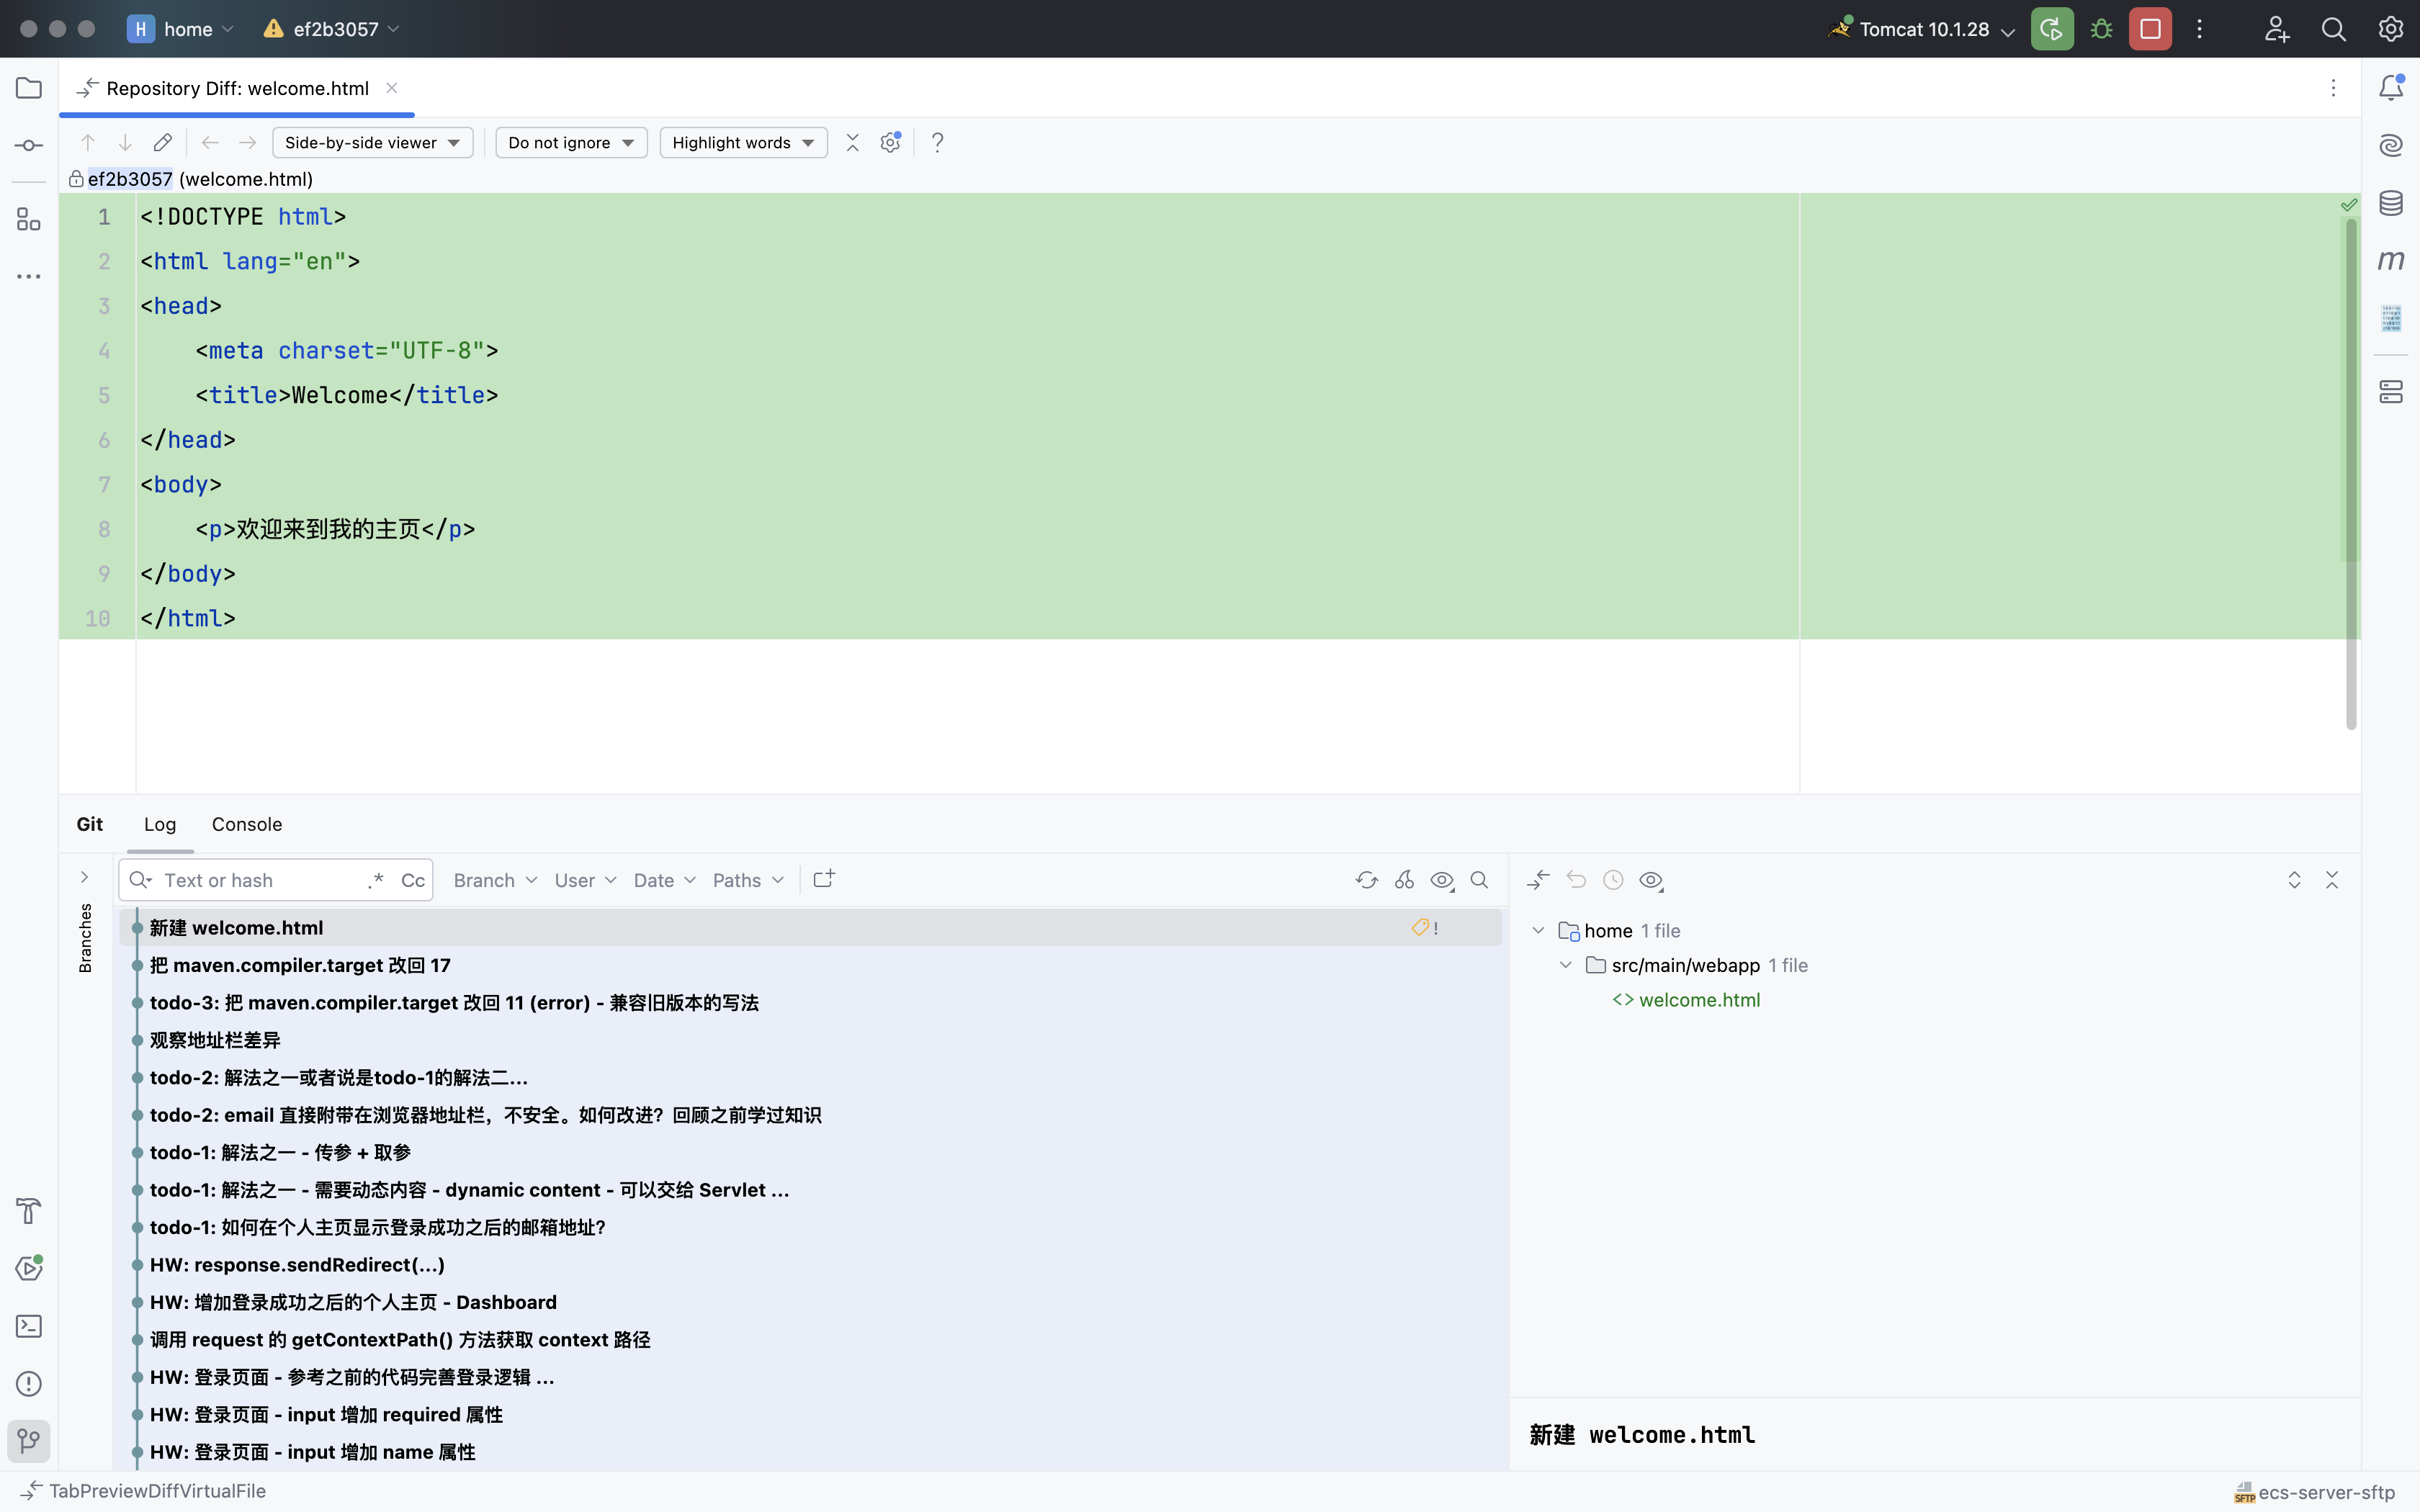 H home ef2b3057 Tomcat 10.1.28
Repository Diff: welcome.html
Side-by-side viewer Do not ignore Highlight words ?
ef2b3057 (welcome.html)
1 <!DOCTYPE html>
2 <html lang="en">
3 <head>
4 <meta charset="UTF-8">
5 <title>Welcome</title>
6 </head>
7 <body>
8 <p>欢迎来到我的主页</p>
9 </body>
10 </html>
m
Git Log Console
Text or hash .* Cc Branch User Date Paths
Branches
新建 welcome.html !
把 maven.compiler.target 改回 17
todo-3: 把 maven.compiler.target 改回 11 (error) - 兼容旧版本的写法
观察地址栏差异
todo-2: 解法之一或者说是todo-1的解法二...
todo-2: email 直接附带在浏览器地址栏，不安全。如何改进？回顾之前学过知识
todo-1: 解法之一 - 传参 + 取参
todo-1: 解法之一 - 需要动态内容 - dynamic content - 可以交给 Servlet ...
todo-1: 如何在个人主页显示登录成功之后的邮箱地址？
HW: response.sendRedirect(...)
HW: 增加登录成功之后的个人主页 - Dashboard
调用 request 的 getContextPath() 方法获取 context 路径
HW: 登录页面 - 参考之前的代码完善登录逻辑 ...
HW: 登录页面 - input 增加 required 属性
HW: 登录页面 - input 增加 name 属性
home 1 file
src/main/webapp 1 file
<> welcome.html
新建 welcome.html
TabPreviewDiffVirtualFile
SFTP ecs-server-sftp